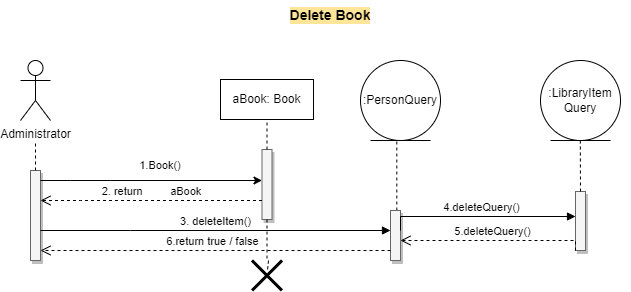 Delete Book
Administrator
aBook: Book
:PersonQuery
:LibraryItem
Query
1.Book()
2. return aBook
3. deleteItem()
4.deleteQuery()
5.deleteQuery()
6.return true / false